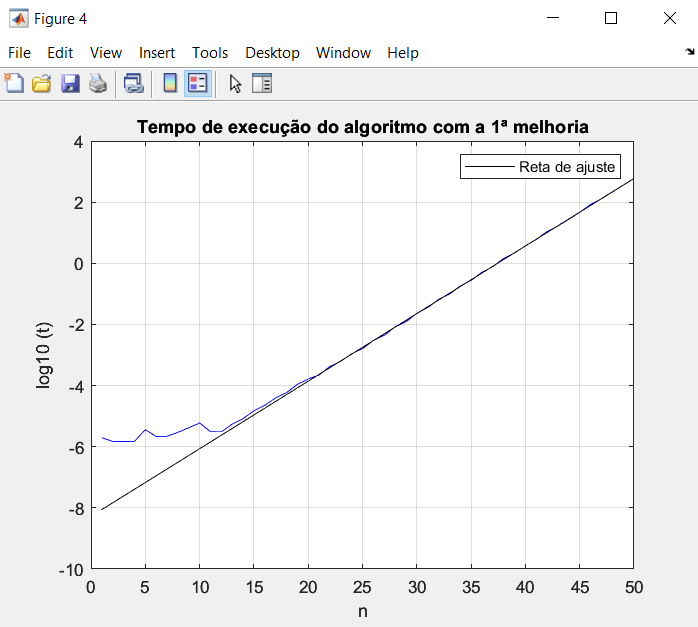 Figure 4
File Edit View Insert Tools Desktop Window Help
Tempo de execução do algoritmo com a 1ª melhoria
Reta de ajuste
4
2
0
-2
-4
-6
-8
-10
log10 (t)
0 5 10 15 20 25 30 35 40 45 50
n